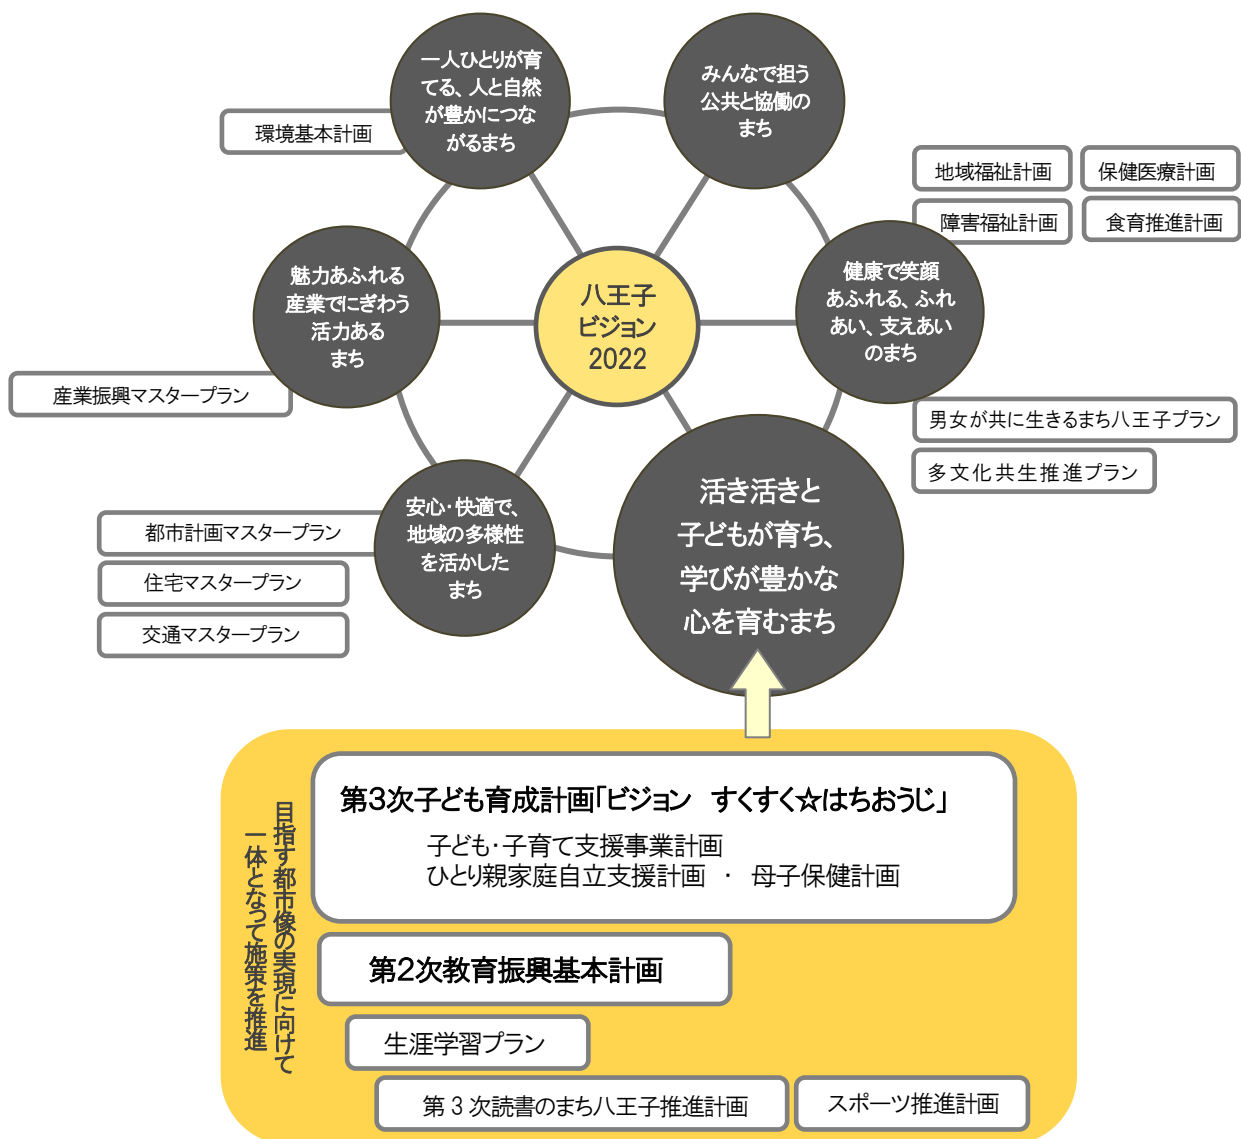 一人ひとりが育
てる、人と自然
が豊かにつな
がるまち
みんなで担う
公共と協働の
まち
環境基本計画
地域福祉計画
保健医療計画
障害福祉計画
食育推進計画
魅力あふれる
産業でにぎわう
活力ある
まち
八王子
ビジョン
2022
健康で笑顔
あふれる、ふれ
あい、支えあい
のまち
産業振興マスタープラン
男女が共に生きるまち八王子プラン
多文化共生推進プラン
安心・快適で、
地域の多様性
を活かした
まち
都市計画マスタープラン
住宅マスタープラン
交通マスタープラン
活き活きと
子どもが育ち、
学びが豊かな
心を育むまち
目指す都市像の実現に向けて
一体となって施策を推進
第3次子ども育成計画「ビジョン　すくすく☆はちおうじ」
子ども・子育て支援事業計画
ひとり親家庭自立支援計画　・　母子保健計画
第2次教育振興基本計画
生涯学習プラン
第3次読書のまち八王子推進計画
スポーツ推進計画